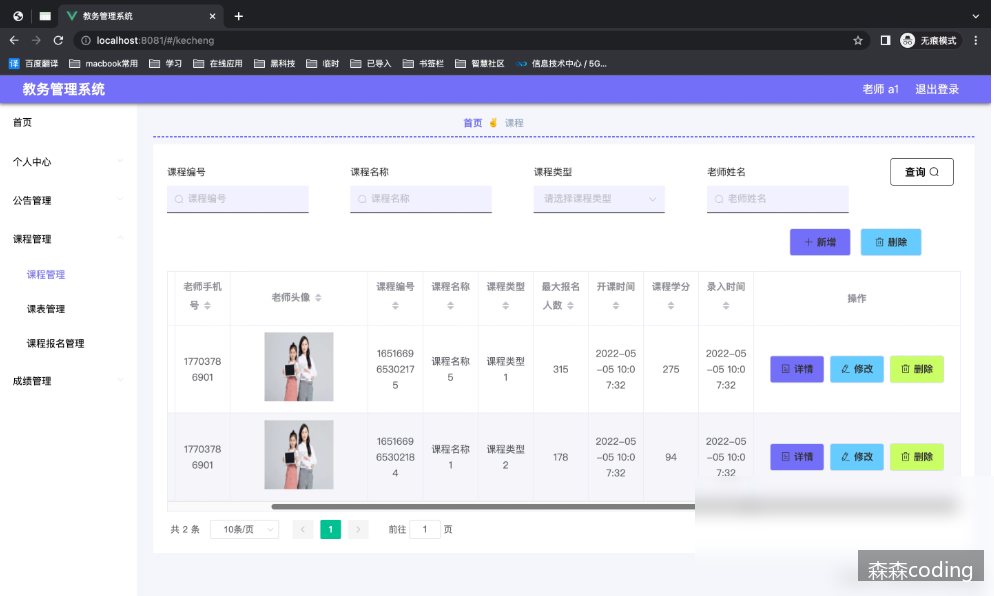 教务管理系统
localhost:8081/#/kecheng
无痕模式
译 百度翻译 macbook常用 学习 在线应用 黑科技 临时 已导入 书签栏 智慧社区 信息技术中心 / 5G...
教务管理系统 老师 a1 退出登录
首页
个人中心
公告管理
课程管理
课程管理
课表管理
课程报名管理
成绩管理
首页 课程
课程编号 课程名称 课程类型 老师姓名
课程编号 课程名称 请选择课程类型 老师姓名
查询
新增 删除
老师手机号 老师头像 课程编号 课程名称 课程类型 最大报名人数 开课时间 课程学分 录入时间 操作
17703786901 165166965302175 课程名称5 课程类型1 315 2022-05-05 10:07:32 275 2022-05-05 10:07:32 详情 修改 删除
17703786901 165166965302184 课程名称1 课程类型2 178 2022-05-05 10:07:32 94 2022-05-05 10:07:32 详情 修改 删除
共 2 条 10条/页 1 前往 1 页
森森coding